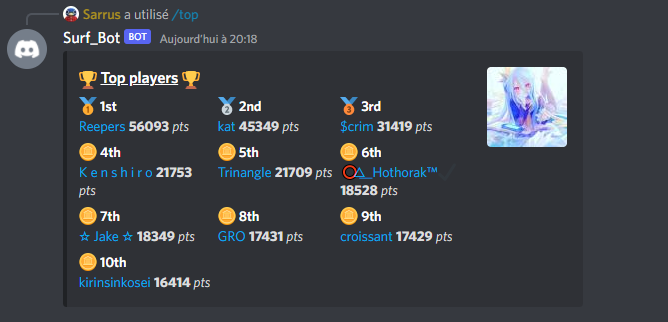 Sarrus a utilisé /top
Surf_Bot BOT Aujourd'hui à 20:18
🏆 Top players 🏆
1st 2nd 3rd
Reepers 56093 pts kat 45349 pts $crim 31419 pts
4th 5th 6th
K e n s h i r o 21753 pts Trinangle 21709 pts ⭕△_Hothorak™✓ 18528 pts
7th 8th 9th
☆ Jake ☆ 18349 pts GRO 17431 pts croissant 17429 pts
10th
kirinsinkosei 16414 pts